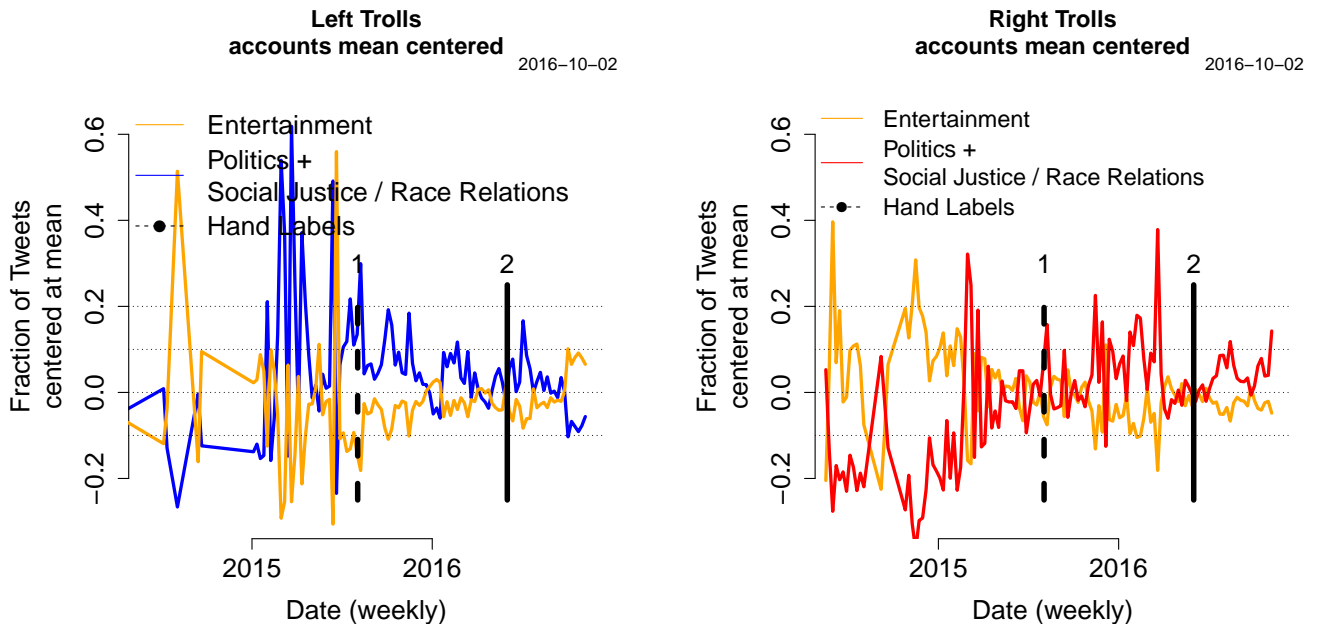 Left Trolls
accounts mean centered
2016−10−02
Entertainment
Politics +
Social Justice / Race Relations
Hand Labels
1
2
0.6
0.4
0.2
0.0
−0.2
Fraction of Tweets
centered at mean
2015
2016
Date (weekly)
Right Trolls
accounts mean centered
2016−10−02
Entertainment
Politics +
Social Justice / Race Relations
Hand Labels
1
2
0.6
0.4
0.2
0.0
−0.2
Fraction of Tweets
centered at mean
2015
2016
Date (weekly)